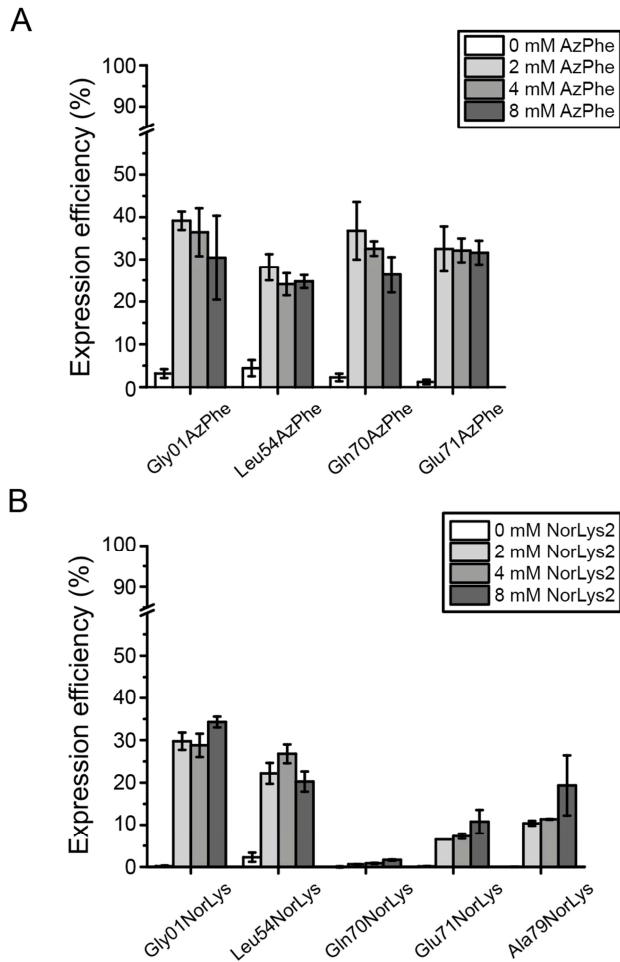 A
0 mM AzPhe
2 mM AzPhe
4 mM AzPhe
8 mM AzPhe
Expression efficiency (%)
100
90
50
40
30
20
10
0
Gly01AzPhe
Leu54AzPhe
Gln70AzPhe
Glu71AzPhe
B
0 mM NorLys2
2 mM NorLys2
4 mM NorLys2
8 mM NorLys2
Expression efficiency (%)
100
90
50
40
30
20
10
0
Gly01NorLys
Leu54NorLys
Gln70NorLys
Glu71NorLys
Ala79NorLys